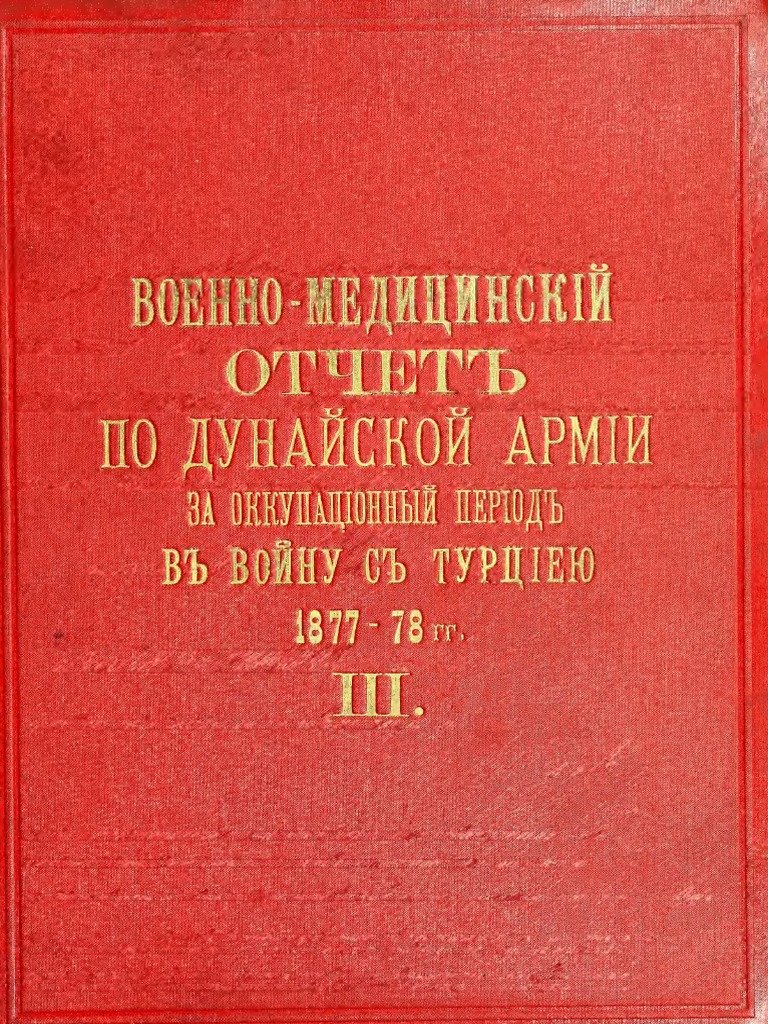 ВОЕННО-МЕДИЦИНСКІЙ
ОТЧЕТЪ
ПО ДУНАЙСКОЙ АРМІИ
ЗА ОККУПАЦІОННЫЙ ПЕРІОДЪ
ВЪ ВОЙНУ СЪ ТУРЦІЕЮ
1877-78 гг.
III.